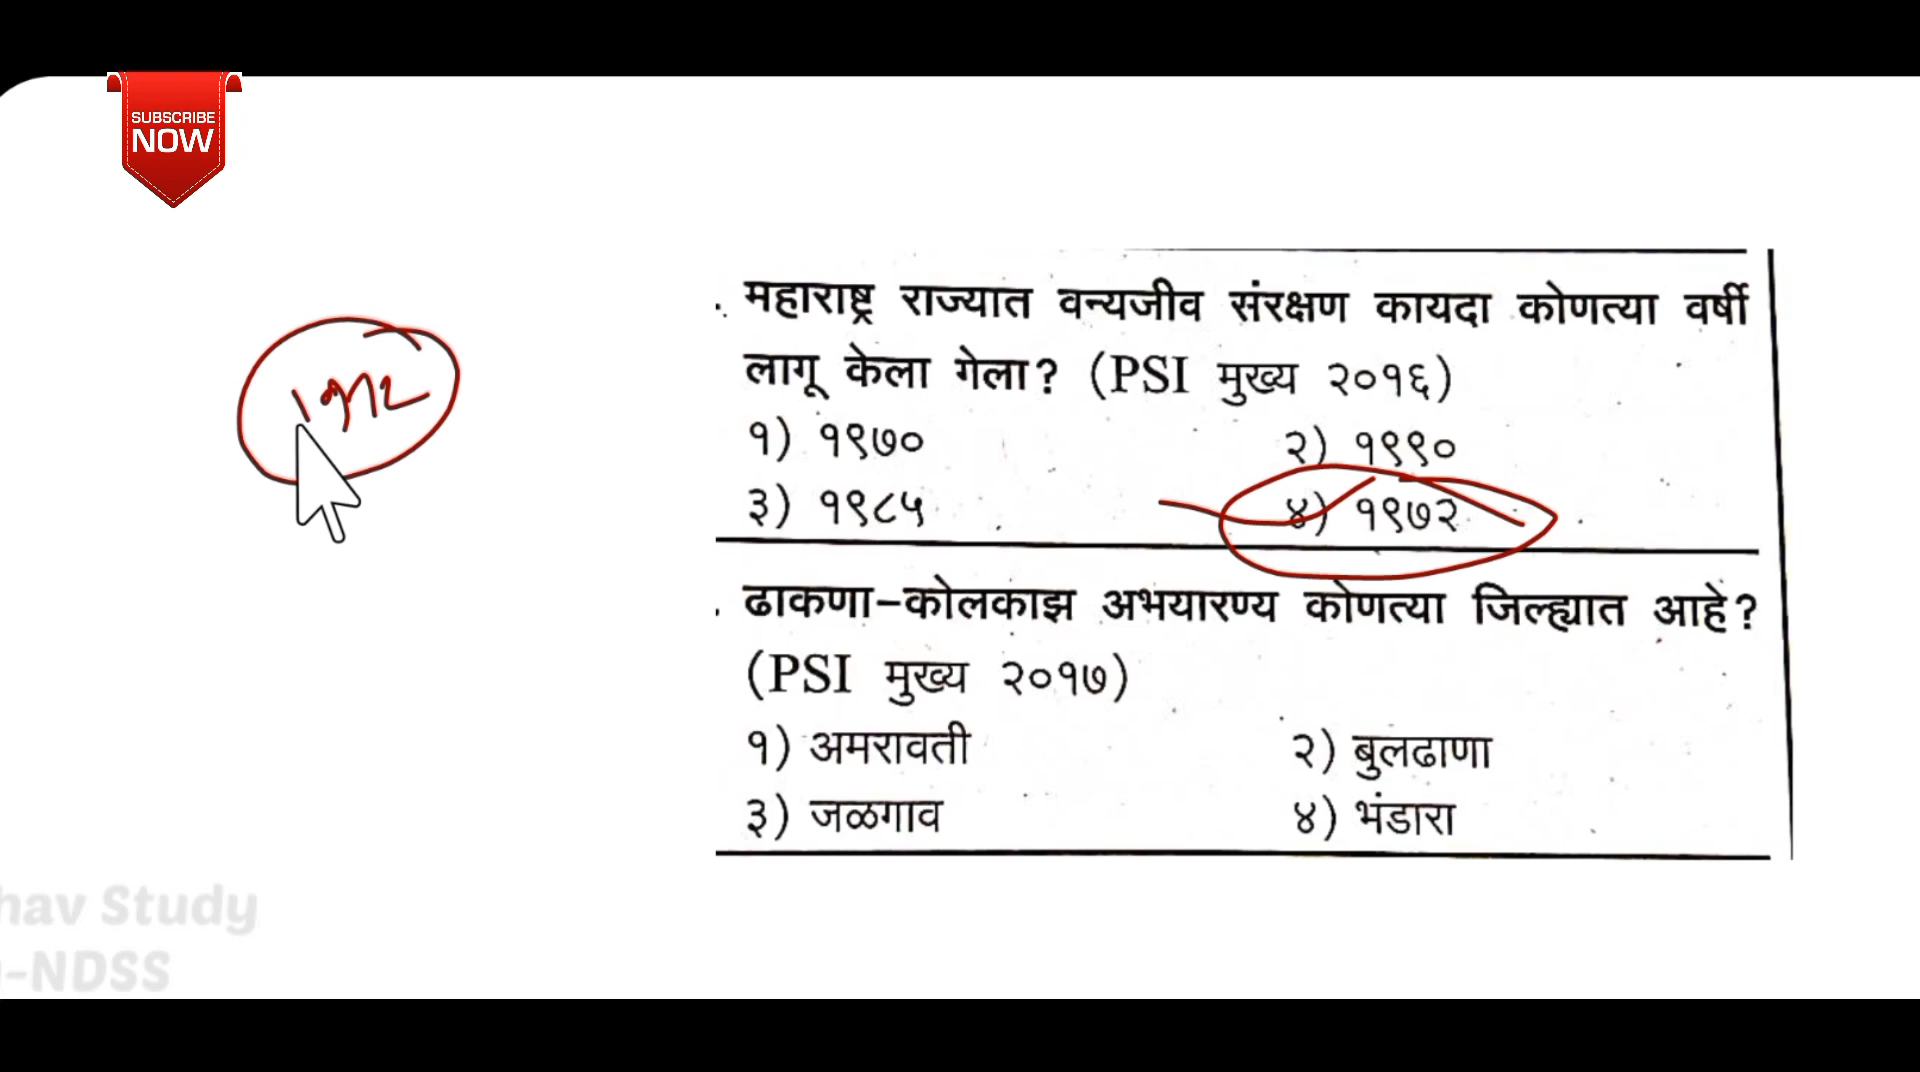 SUBSCRIBE
NOW
1972
. महाराष्ट्र राज्यात वन्यजीव संरक्षण कायदा कोणत्या वर्षी
लागू केला गेला? (PSI मुख्य २०१६)
१) १९७० २) १९९०
३) १९८५ ४) १९७२
. ढाकणा-कोलकाझ अभयारण्य कोणत्या जिल्ह्यात आहे?
(PSI मुख्य २०१७)
१) अमरावती २) बुलढाणा
३) जळगाव ४) भंडारा
hav Study
-NDSS